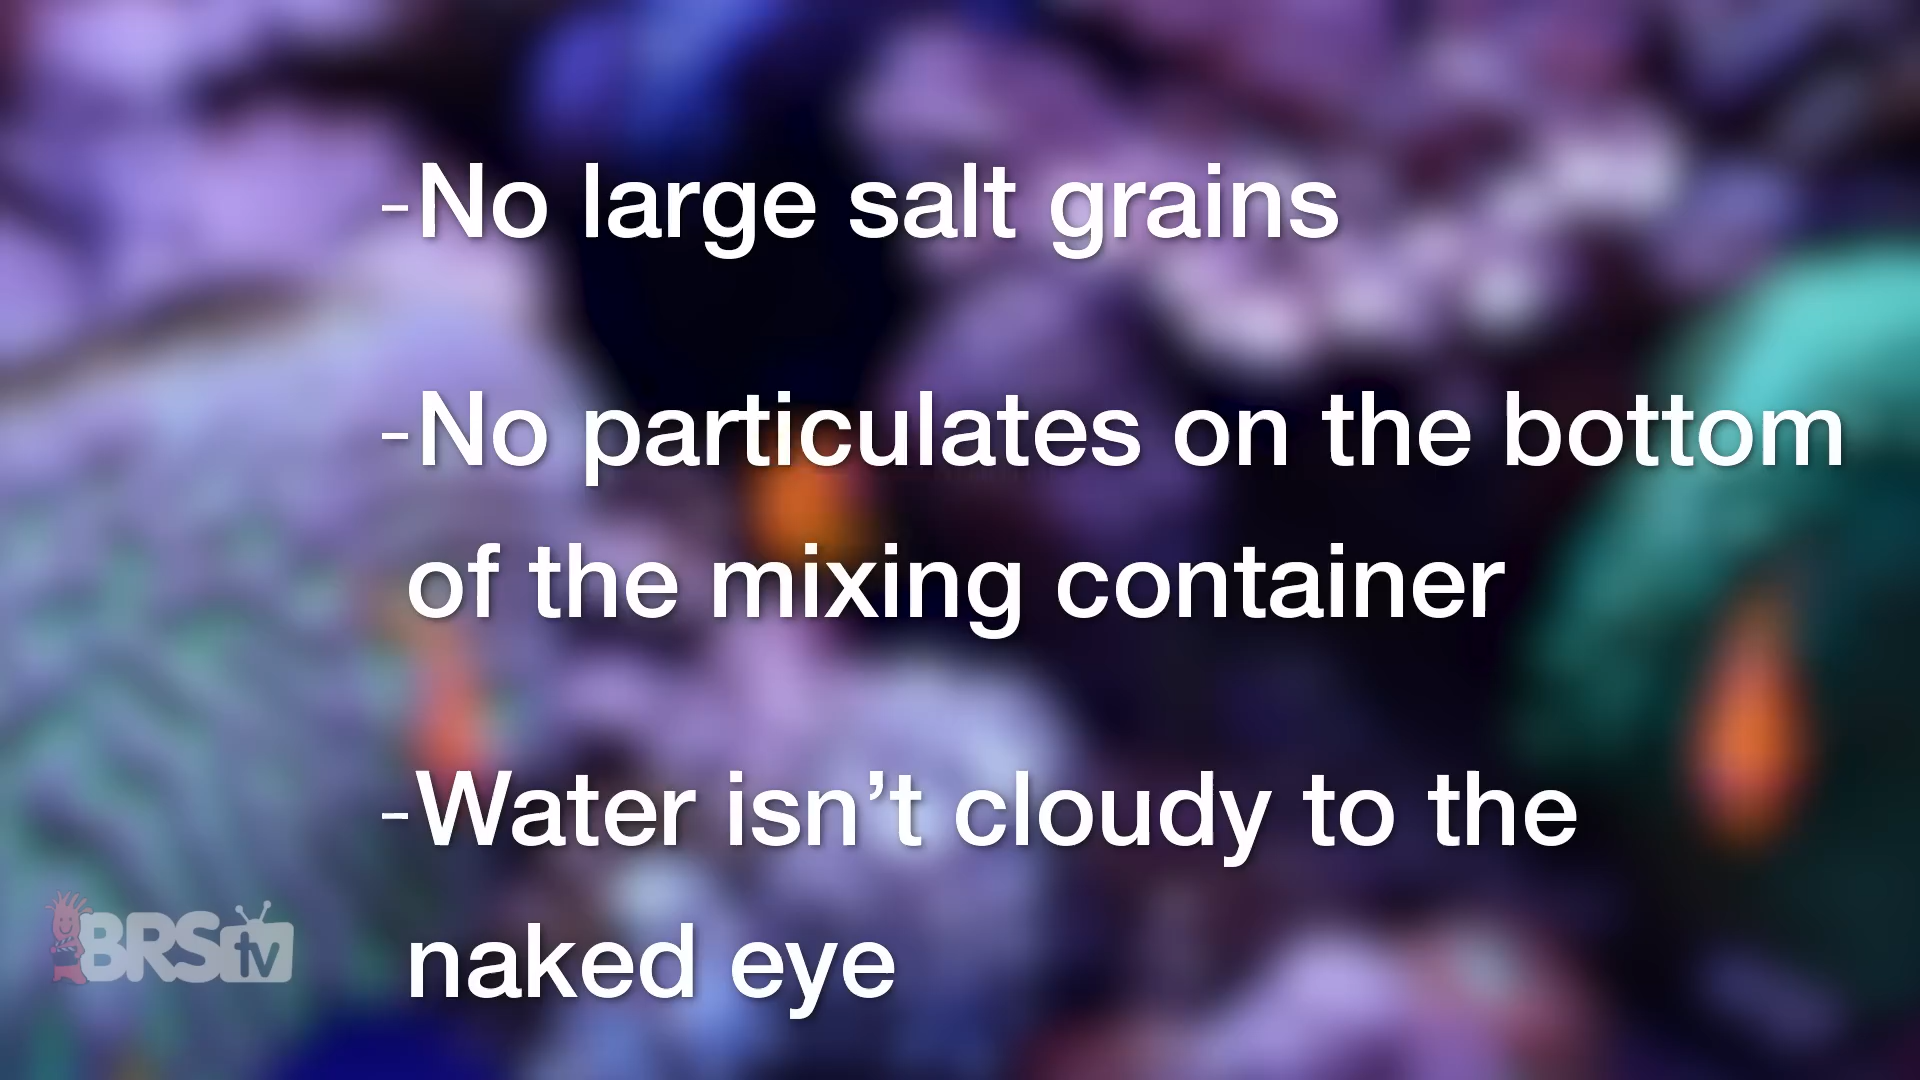 -No large salt grains
-No particulates on the bottom
of the mixing container
-Water isn’t cloudy to the
naked eye
BRStv